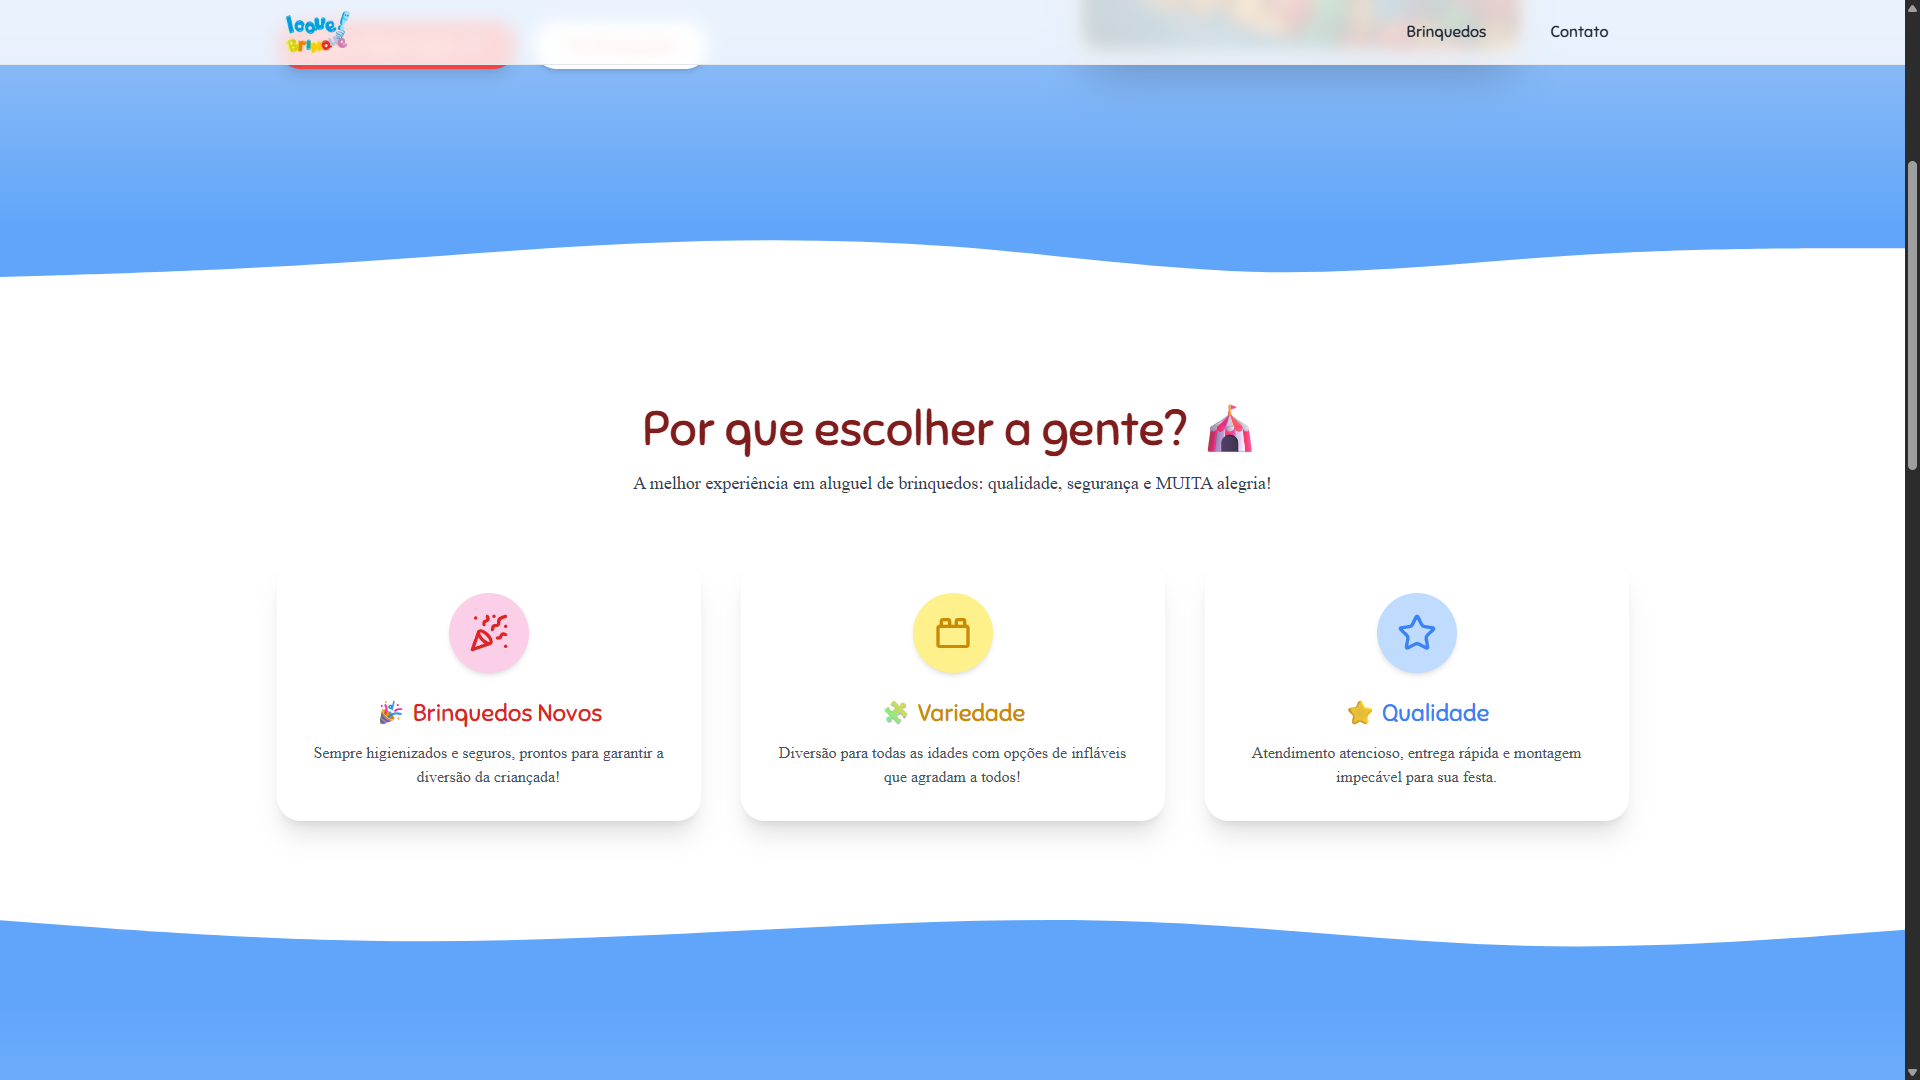 loque!
Brinque
Brinquedos
Contato
Por que escolher a gente?
A melhor experiência em aluguel de brinquedos: qualidade, segurança e MUITA alegria!
Brinquedos Novos
Sempre higienizados e seguros, prontos para garantir a
diversão da criançada!
Variedade
Diversão para todas as idades com opções de infláveis
que agradam a todos!
Qualidade
Atendimento atencioso, entrega rápida e montagem
impecável para sua festa.